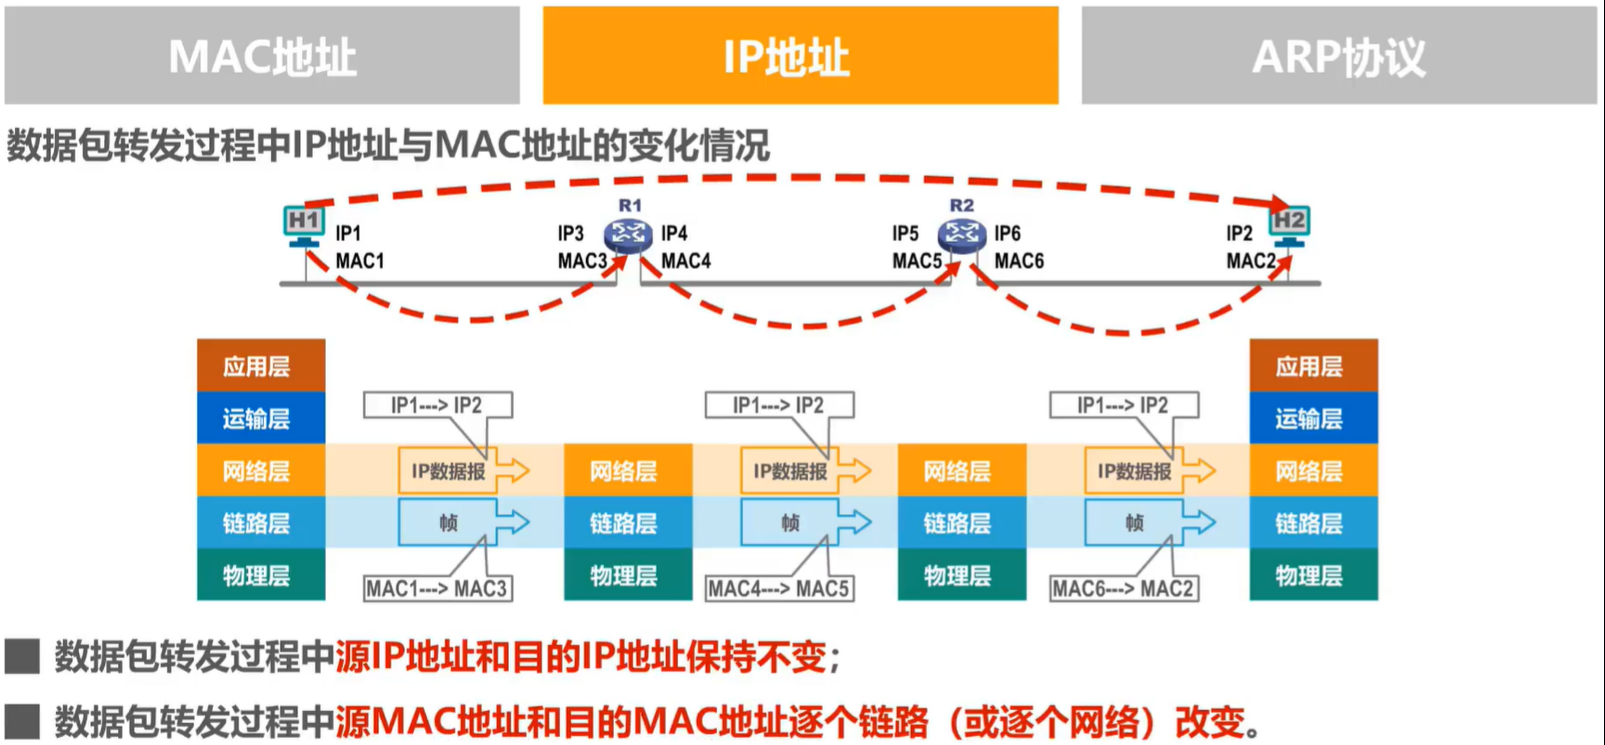 MAC地址 IP地址 ARP协议
数据包转发过程中IP地址与MAC地址的变化情况
R1 R2
H1 H2
IP1 IP3 IP4 IP5 IP6 IP2
MAC1 MAC3 MAC4 MAC5 MAC6 MAC2
应用层 应用层
IP1---> IP2 IP1---> IP2 IP1---> IP2
运输层 运输层
网络层 IP数据报 网络层 IP数据报 网络层 IP数据报 网络层
链路层 帧 链路层 帧 链路层 帧 链路层
物理层 MAC1---> MAC3 物理层 MAC4---> MAC5 物理层 MAC6---> MAC2 物理层
数据包转发过程中源IP地址和目的IP地址保持不变；
数据包转发过程中源MAC地址和目的MAC地址逐个链路（或逐个网络）改变。